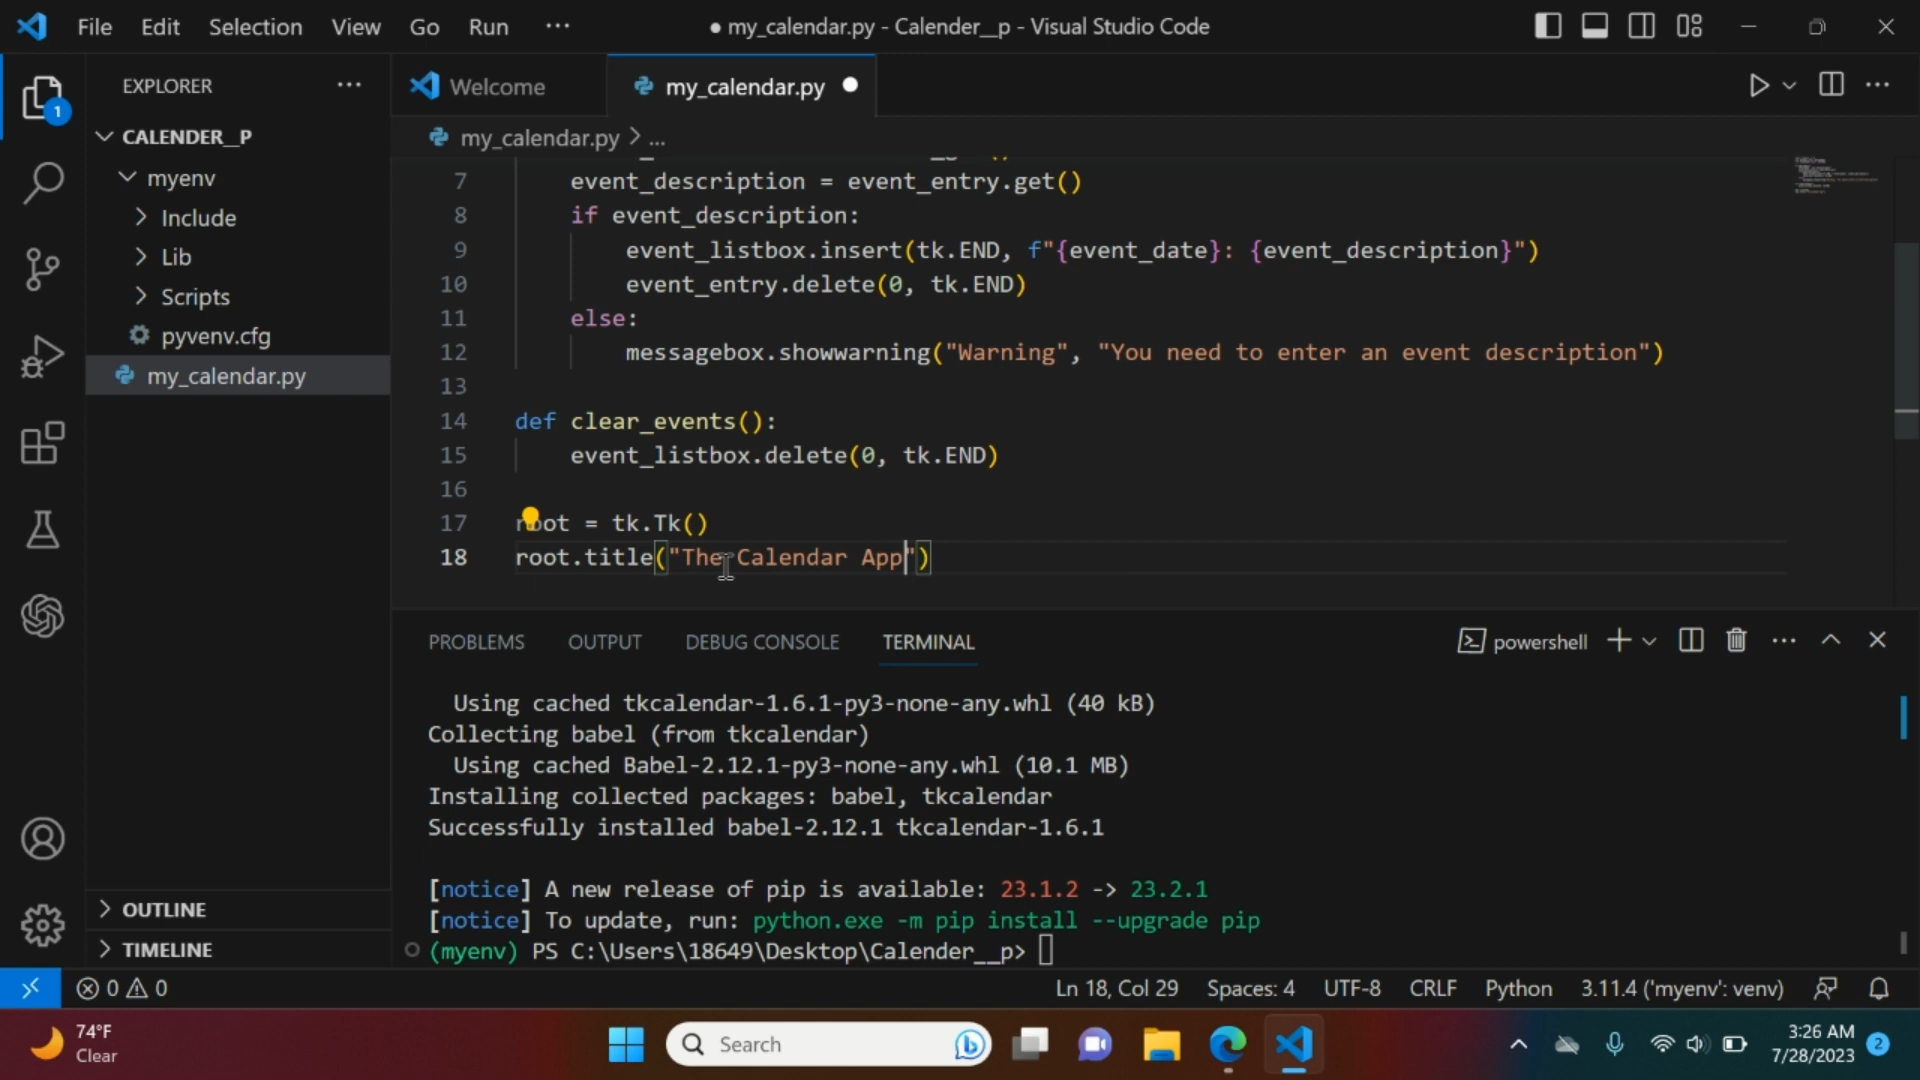 File Edit Selection View Go Run ···
● my_calendar.py - Calender__p - Visual Studio Code
EXPLORER ···
1
CALENDER__P
myenv
Include
Lib
Scripts
pyvenv.cfg
my_calendar.py
OUTLINE
TIMELINE
Welcome my_calendar.py
my_calendar.py > ...
7 event_description = event_entry.get()
8 if event_description:
9 event_listbox.insert(tk.END, f"{event_date}: {event_description}")
10 event_entry.delete(0, tk.END)
11 else:
12 messagebox.showwarning("Warning", "You need to enter an event description")
13
14 def clear_events():
15 event_listbox.delete(0, tk.END)
16
17 root = tk.Tk()
18 root.title("The Calendar App")
PROBLEMS OUTPUT DEBUG CONSOLE TERMINAL powershell
Using cached tkcalendar-1.6.1-py3-none-any.whl (40 kB)
Collecting babel (from tkcalendar)
Using cached Babel-2.12.1-py3-none-any.whl (10.1 MB)
Installing collected packages: babel, tkcalendar
Successfully installed babel-2.12.1 tkcalendar-1.6.1
[notice] A new release of pip is available: 23.1.2 -> 23.2.1
[notice] To update, run: python.exe -m pip install --upgrade pip
(myenv) PS C:\Users\18649\Desktop\Calender__p>
0 0 Ln 18, Col 29 Spaces: 4 UTF-8 CRLF Python 3.11.4 ('myenv': venv)
74°F
Clear
Search
3:26 AM
7/28/2023
2